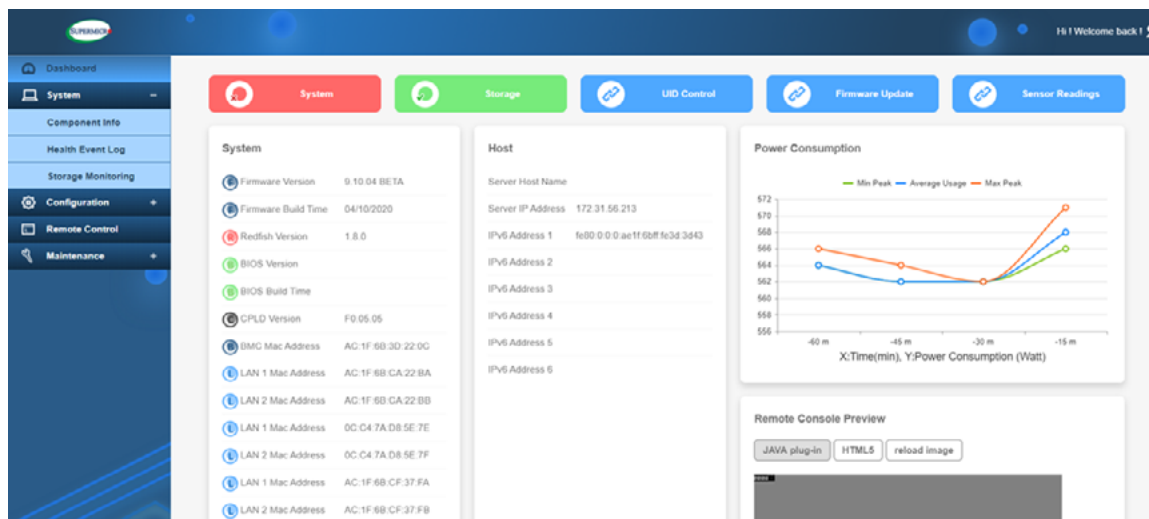 SUPERMICR
Hi ! Welcome back !
Dashboard
System −
Component Info
Health Event Log
Storage Monitoring
Configuration +
Remote Control
Maintenance +
System
Storage
UID Control
Firmware Update
Sensor Readings
System
Firmware Version 9.10.04 BETA
Firmware Build Time 04/10/2020
Redfish Version 1.8.0
BIOS Version
BIOS Build Time
CPLD Version F0.05.05
BMC Mac Address AC:1F:6B:3D:22:0C
LAN 1 Mac Address AC:1F:6B:CA:22:BA
LAN 2 Mac Address AC:1F:6B:CA:22:BB
LAN 1 Mac Address 0C:C4:7A:D8:5E:7E
LAN 2 Mac Address 0C:C4:7A:D8:5E:7F
LAN 1 Mac Address AC:1F:6B:CF:37:FA
LAN 2 Mac Address AC:1F:6B:CF:37:FB
Host
Server Host Name
Server IP Address 172.31.56.213
IPv6 Address 1 fe80:0:0:0:ae1f:6bff:fe3d:3d43
IPv6 Address 2
IPv6 Address 3
IPv6 Address 4
IPv6 Address 5
IPv6 Address 6
Power Consumption
Min Peak Average Usage Max Peak
572
570
568
566
564
562
560
558
556
-60 m -45 m -30 m -15 m
X:Time(min), Y:Power Consumption (Watt)
Remote Console Preview
JAVA plug-in HTML5 reload image